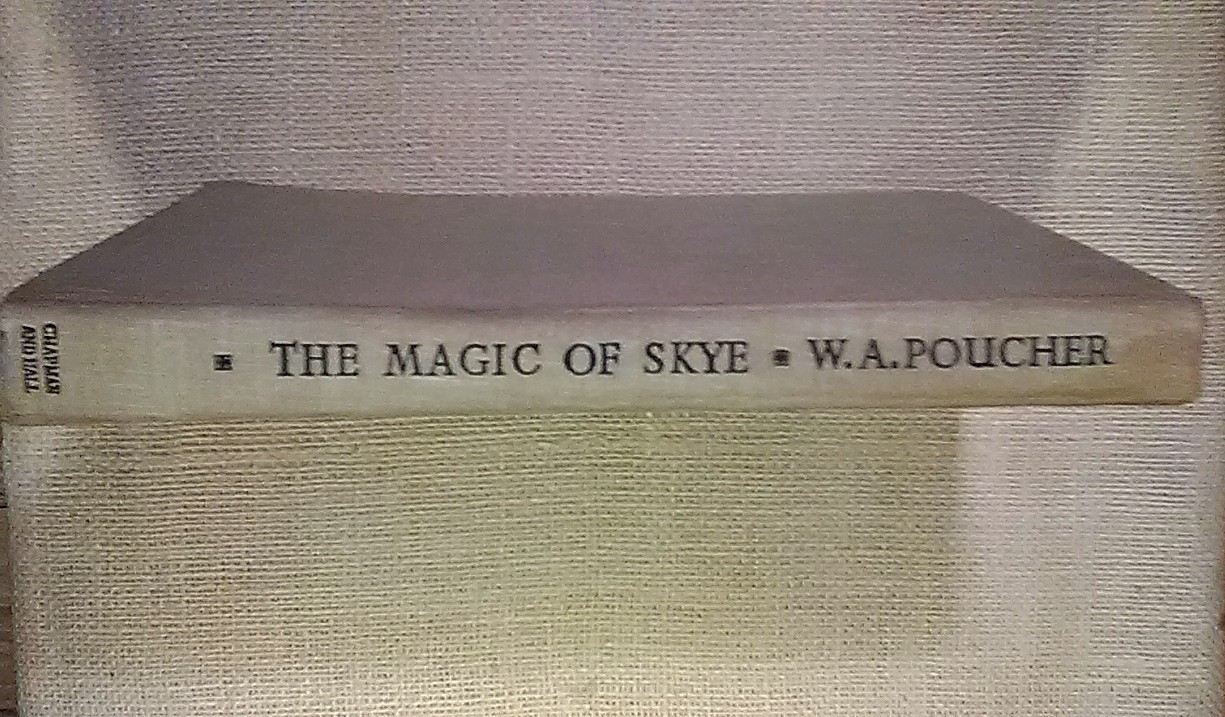 THE MAGIC OF SKYE * W.A.POUCHER
CHAPMAN
AND HALL